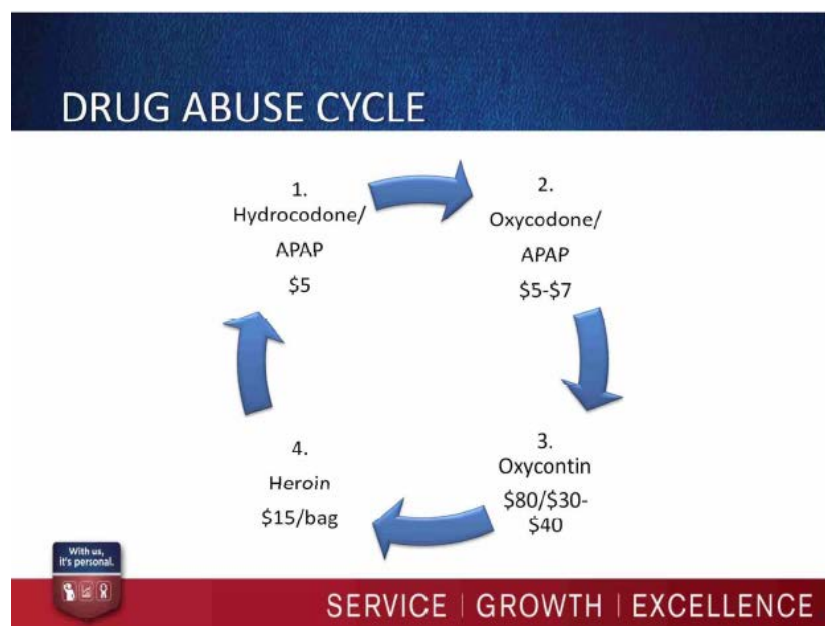 DRUG ABUSE CYCLE
1.
Hydrocodone/
APAP
$5
2.
Oxycodone/
APAP
$5-$7
3.
Oxycontin
$80/$30-
$40
4.
Heroin
$15/bag
With us,
it's personal.
SERVICE | GROWTH | EXCELLENCE